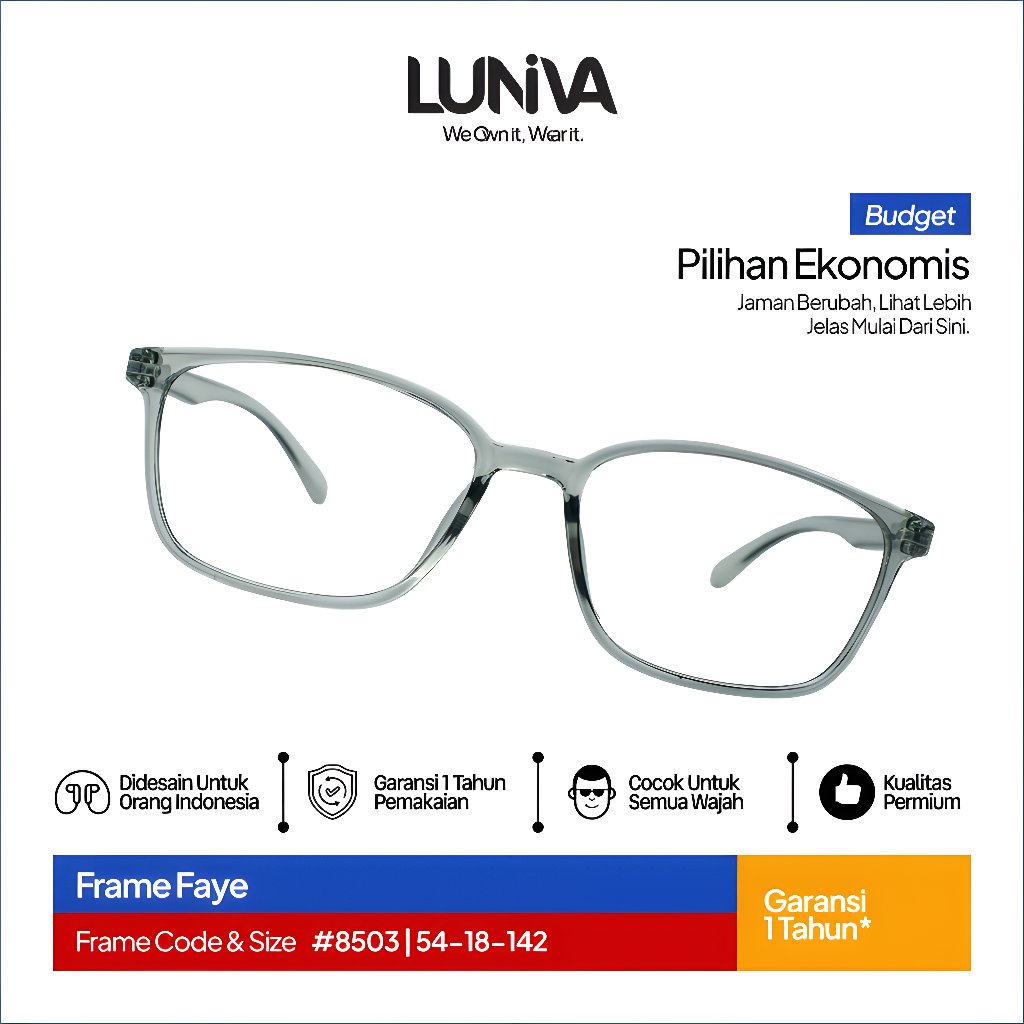 LUNiVA
We Own it, Wear it.
Budget
Pilihan Ekonomis
Jaman Berubah, Lihat Lebih
Jelas Mulai Dari Sini.
Didesain Untuk
Orang Indonesia
Garansi 1 Tahun
Pemakaian
Cocok Untuk
Semua Wajah
Kualitas
Permium
Frame Faye
Frame Code & Size #8503 | 54-18-142
Garansi
1 Tahun*